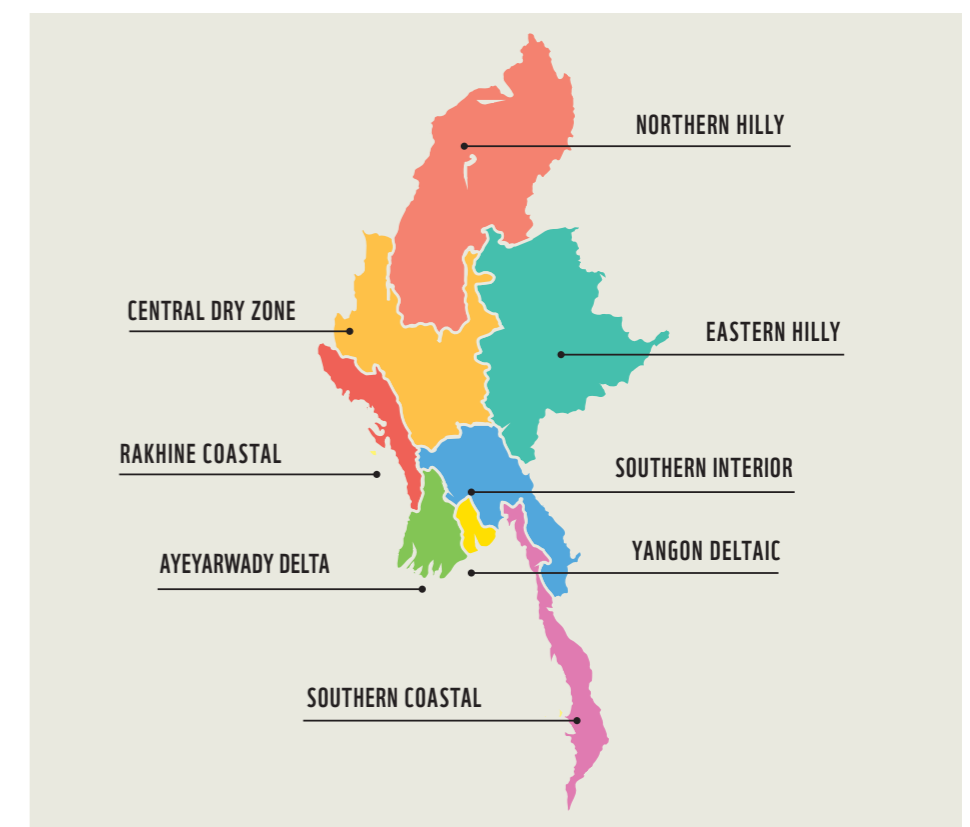 NORTHERN HILLY
CENTRAL DRY ZONE
EASTERN HILLY
RAKHINE COASTAL
SOUTHERN INTERIOR
YANGON DELTAIC
AYEYARWADY DELTA
SOUTHERN COASTAL